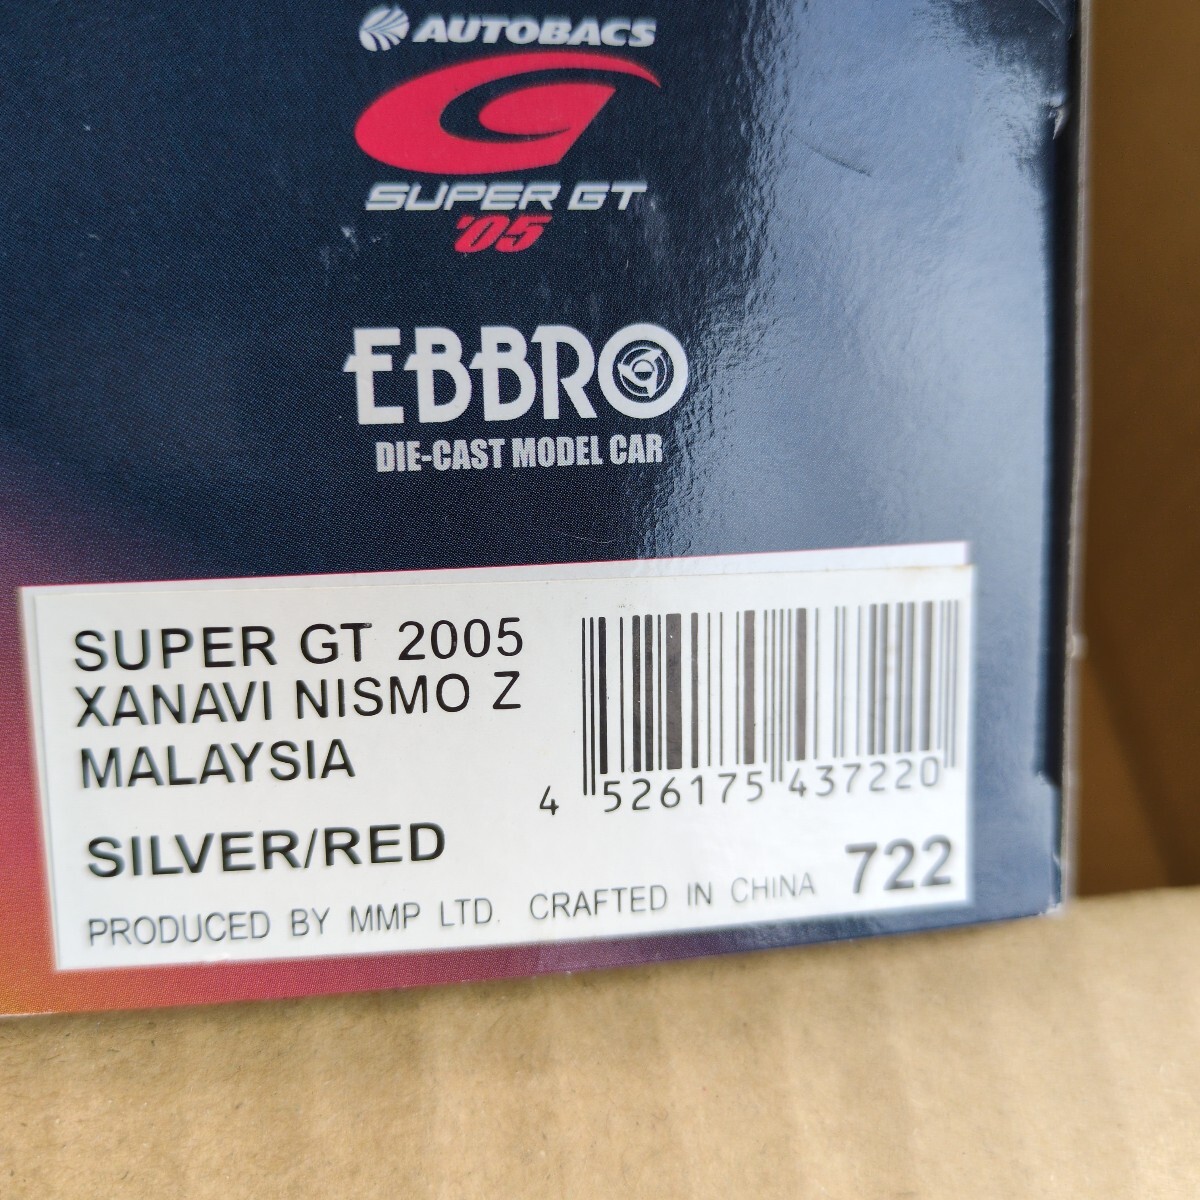 AUTOBACS
SUPER GT
'05
EBBRO
DIE-CAST MODEL CAR
SUPER GT 2005
XANAVI NISMO Z
MALAYSIA
4 526175 437220
SILVER/RED
722
PRODUCED BY MMP LTD. CRAFTED IN CHINA